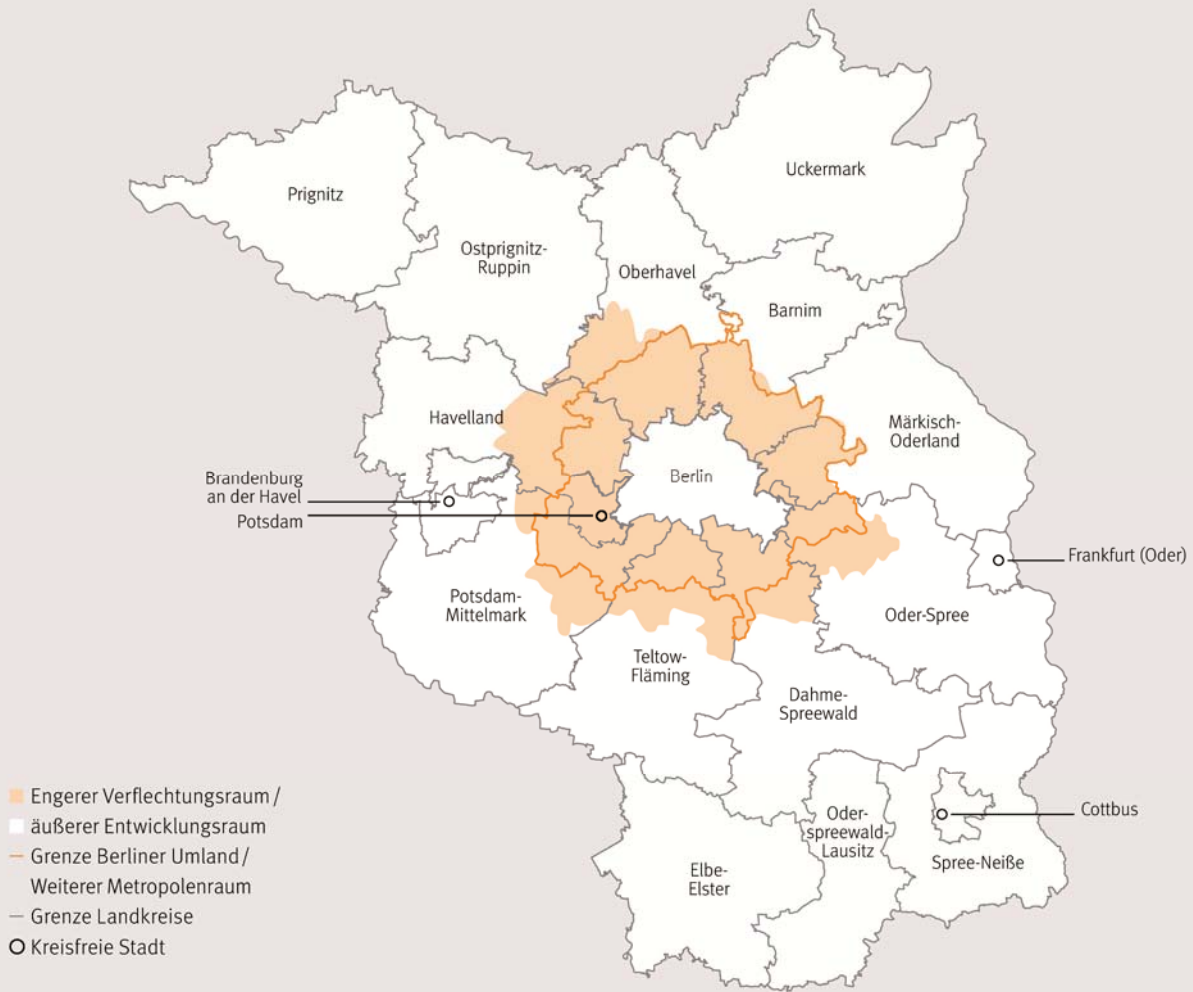 Uckermark
Prignitz
Ostprignitz-
Ruppin
Oberhavel
Barnim
Havelland
Märkisch-
Oderland
Berlin
Brandenburg
an der Havel
Potsdam
Frankfurt (Oder)
Potsdam-
Mittelmark
Oder-Spree
Teltow-
Fläming
Dahme-
Spreewald
Engerer Verflechtungsraum /
äußerer Entwicklungsraum
Grenze Berliner Umland /
Weiterer Metropolenraum
Grenze Landkreise
Kreisfreie Stadt
Cottbus
Oder-
spreewald-
Lausitz
Spree-Neiße
Elbe-
Elster